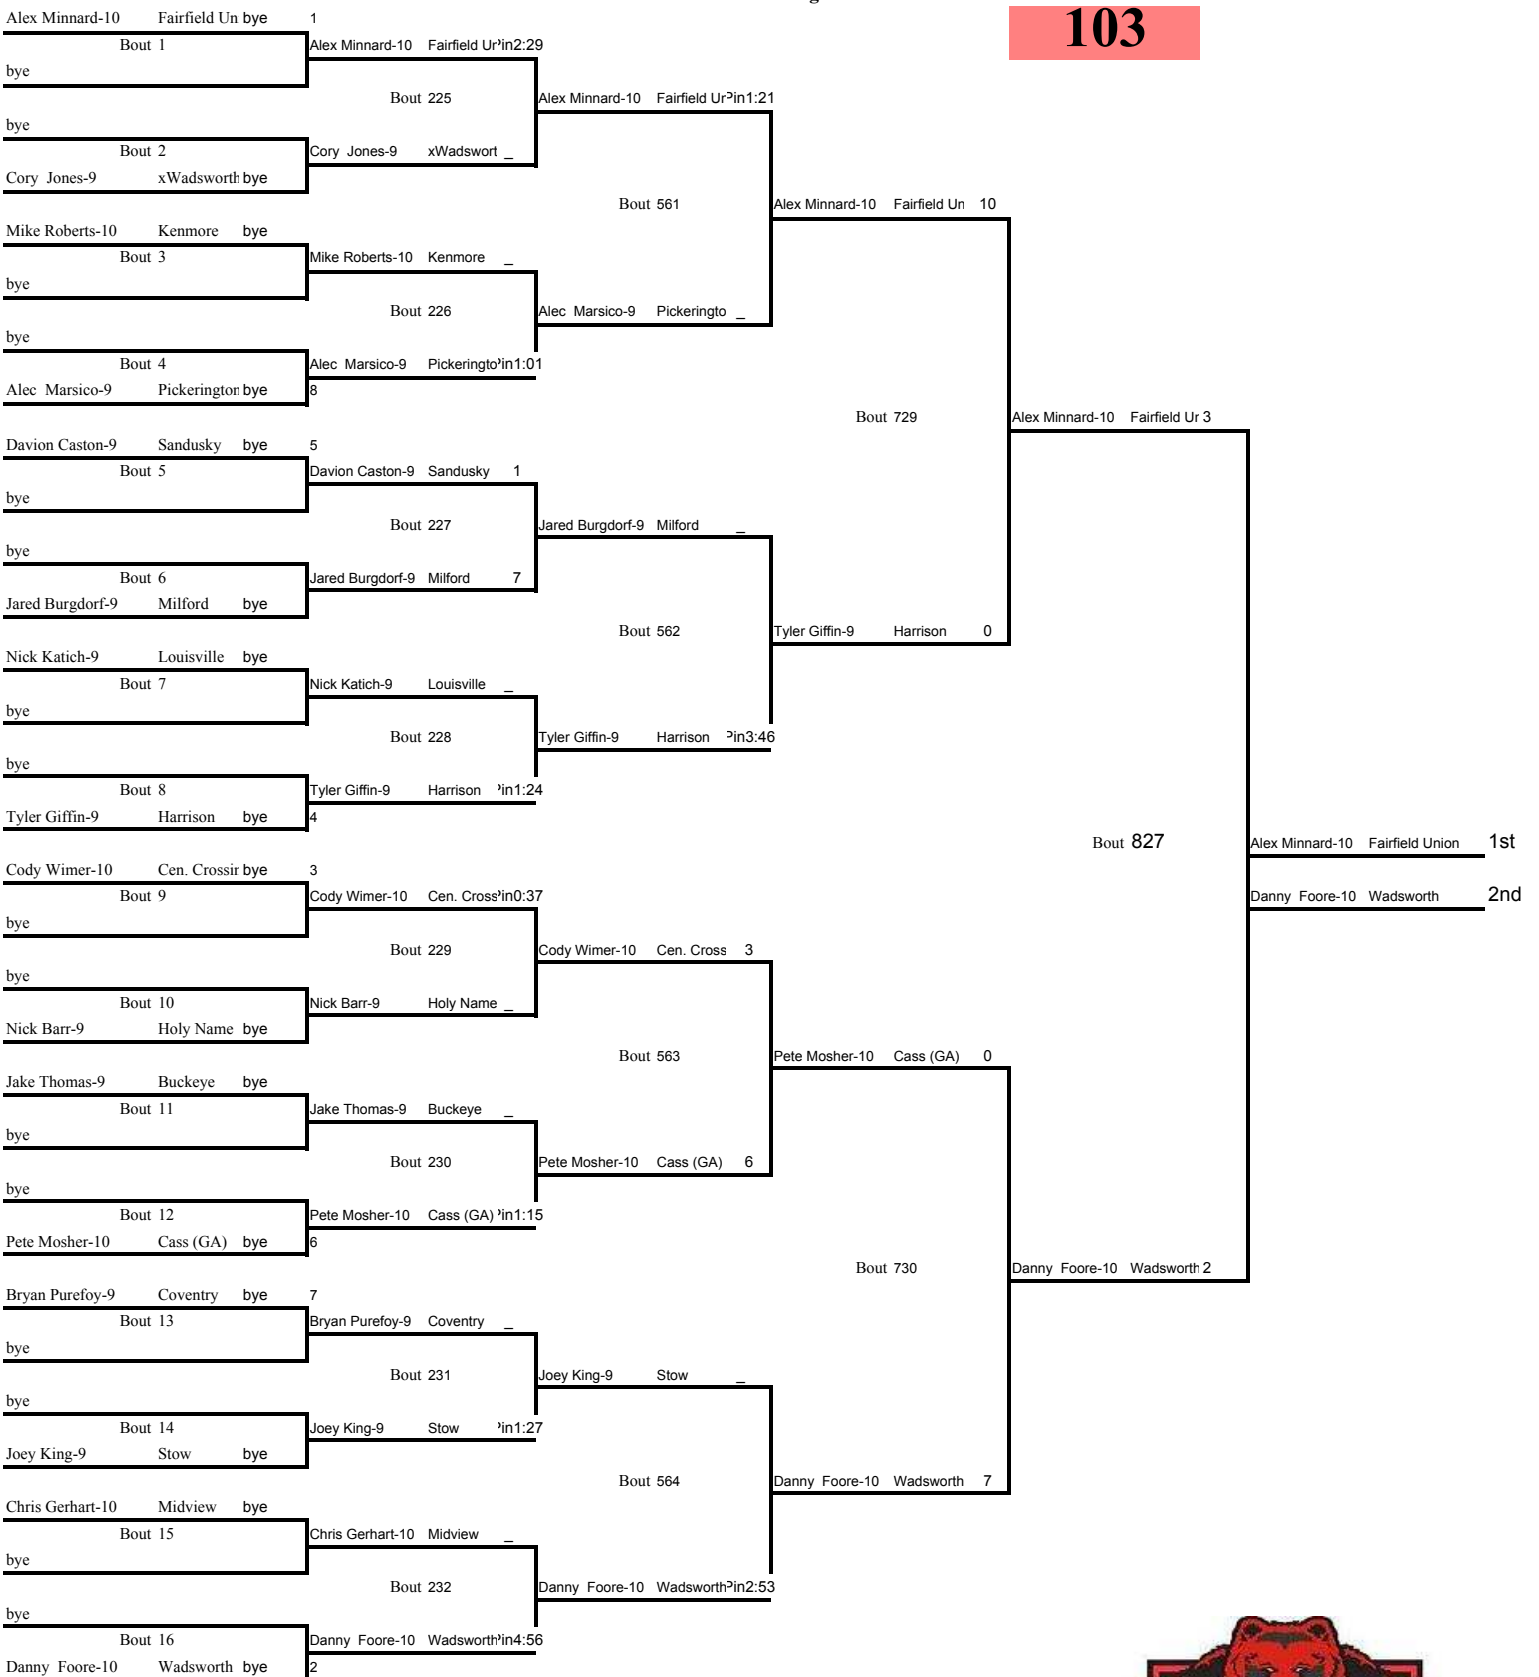 103
Alex Minnard-10 Fairfield Un bye 1
Bout 1 Alex Minnard-10 Fairfield Ur Pin2:29
bye
Bout 225 Alex Minnard-10 Fairfield Ur Pin1:21
bye
Bout 2 Cory Jones-9 xWadswort _
Cory Jones-9 xWadsworth bye
Bout 561 Alex Minnard-10 Fairfield Un 10
Mike Roberts-10 Kenmore bye
Bout 3 Mike Roberts-10 Kenmore _
bye
Bout 226 Alec Marsico-9 Pickeringto _
bye
Bout 4 Alec Marsico-9 Pickeringto Pin1:01
Alec Marsico-9 Pickerington bye 8
Bout 729 Alex Minnard-10 Fairfield Ur 3
Davion Caston-9 Sandusky bye 5
Bout 5 Davion Caston-9 Sandusky 1
bye
Bout 227 Jared Burgdorf-9 Milford _
bye
Bout 6 Jared Burgdorf-9 Milford 7
Jared Burgdorf-9 Milford bye
Bout 562 Tyler Giffin-9 Harrison 0
Nick Katich-9 Louisville bye
Bout 7 Nick Katich-9 Louisville _
bye
Bout 228 Tyler Giffin-9 Harrison Pin3:46
bye
Bout 8 Tyler Giffin-9 Harrison Pin1:24
Tyler Giffin-9 Harrison bye 4
Bout 827 Alex Minnard-10 Fairfield Union 1st
Cody Wimer-10 Cen. Crossir bye 3
Bout 9 Cody Wimer-10 Cen. Cross Pin0:37
Danny Foore-10 Wadsworth 2nd
bye
Bout 229 Cody Wimer-10 Cen. Cross 3
bye
Bout 10 Nick Barr-9 Holy Name _
Nick Barr-9 Holy Name bye
Bout 563 Pete Mosher-10 Cass (GA) 0
Jake Thomas-9 Buckeye bye
Bout 11 Jake Thomas-9 Buckeye _
bye
Bout 230 Pete Mosher-10 Cass (GA) 6
bye
Bout 12 Pete Mosher-10 Cass (GA) Pin1:15
Pete Mosher-10 Cass (GA) bye 6
Bout 730 Danny Foore-10 Wadsworth 2
Bryan Purefoy-9 Coventry bye 7
Bout 13 Bryan Purefoy-9 Coventry _
bye
Bout 231 Joey King-9 Stow _
bye
Bout 14 Joey King-9 Stow Pin1:27
Joey King-9 Stow bye
Bout 564 Danny Foore-10 Wadsworth 7
Chris Gerhart-10 Midview bye
Bout 15 Chris Gerhart-10 Midview _
bye
Bout 232 Danny Foore-10 Wadsworth Pin2:53
bye
Bout 16 Danny Foore-10 Wadsworth Pin4:56
Danny Foore-10 Wadsworth bye 2